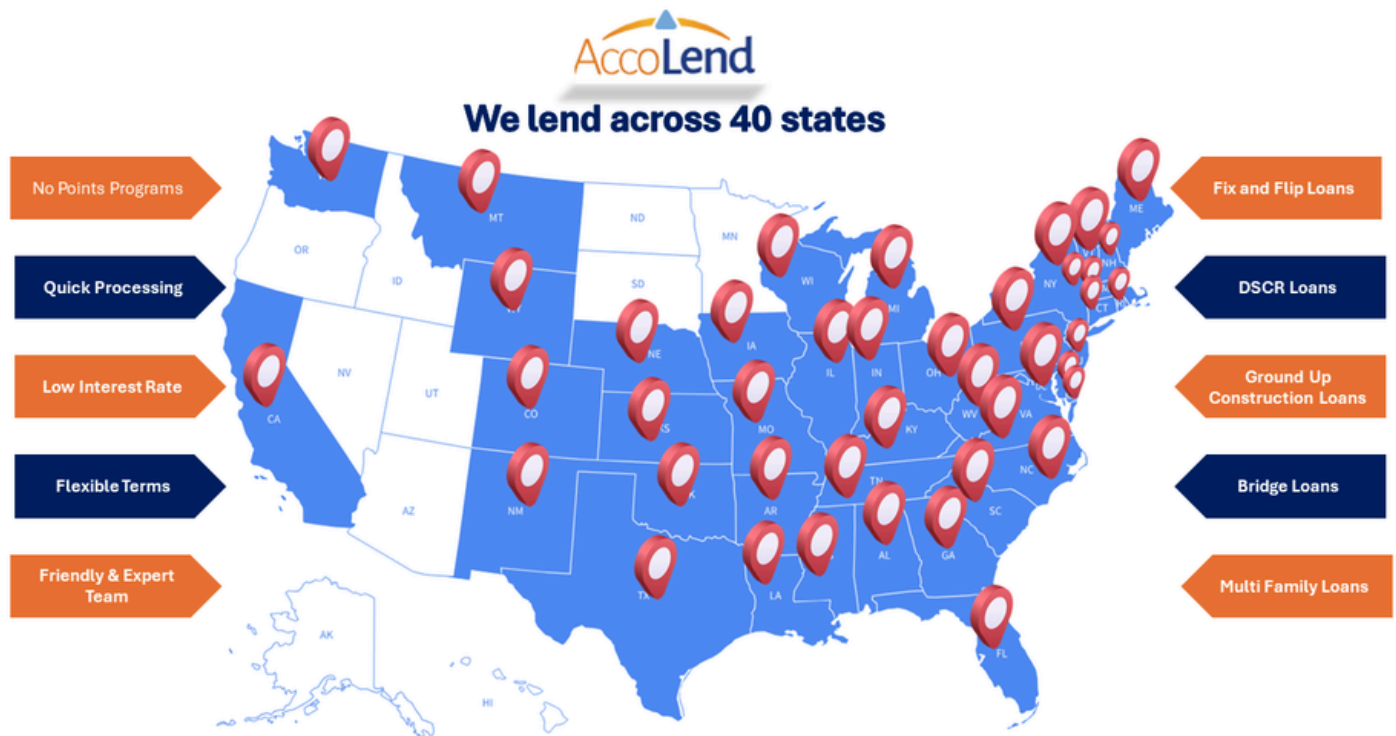 AccoLend
We lend across 40 states
No Points Programs
Quick Processing
Low Interest Rate
Flexible Terms
Friendly & Expert
Team
Fix and Flip Loans
DSCR Loans
Ground Up
Construction Loans
Bridge Loans
Multi Family Loans
MT
ND
MN
ME
OR
ID
SD
WI
MI
NY
NH
CT
NE
IA
NV
UT
CO
IL
IN
OH
CA
MO
WV
VA
KY
NC
AZ
NM
AR
TN
SC
AL
GA
TX
LA
FL
AK
HI